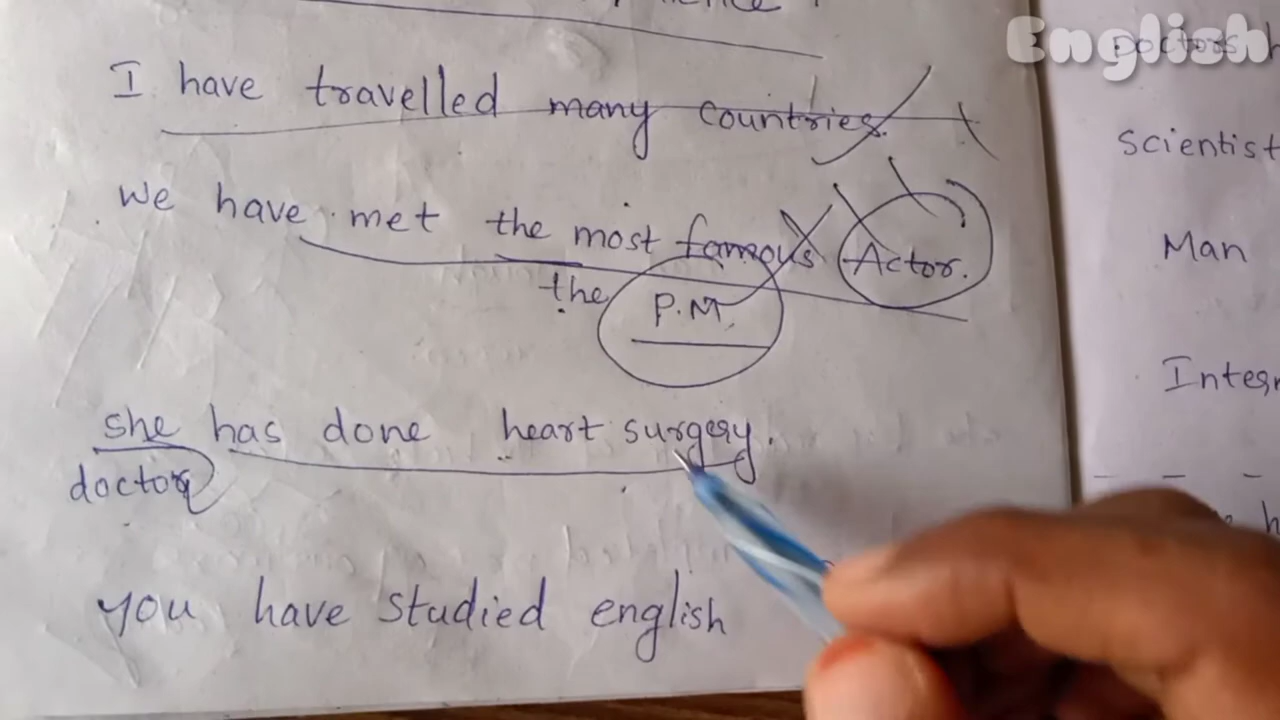 I have travelled many countries.
we have met the most famous Actor.
the P.M.
she has done heart surgery.
doctor
you have studied english
English
Doctors
Scientist
Man